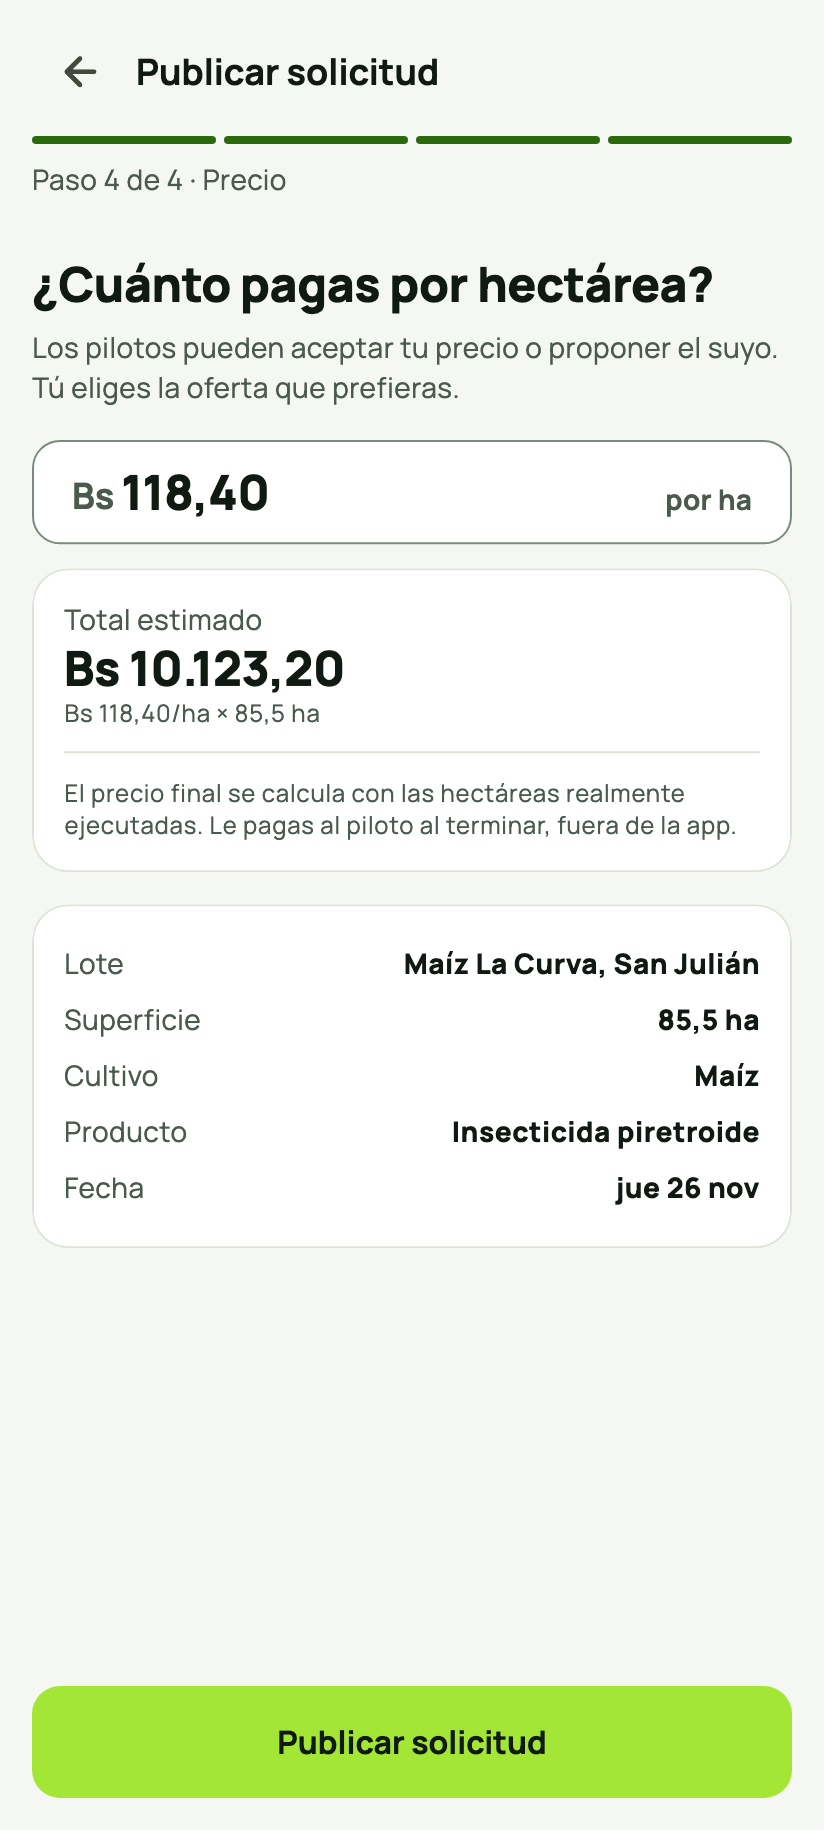 Publicar solicitud
Paso 4 de 4 · Precio
¿Cuánto pagas por hectárea?
Los pilotos pueden aceptar tu precio o proponer el suyo.
Tú eliges la oferta que prefieras.
Bs 118,40 por ha
Total estimado
Bs 10.123,20
Bs 118,40/ha × 85,5 ha
El precio final se calcula con las hectáreas realmente
ejecutadas. Le pagas al piloto al terminar, fuera de la app.
Lote Maíz La Curva, San Julián
Superficie 85,5 ha
Cultivo Maíz
Producto Insecticida piretroide
Fecha jue 26 nov
Publicar solicitud